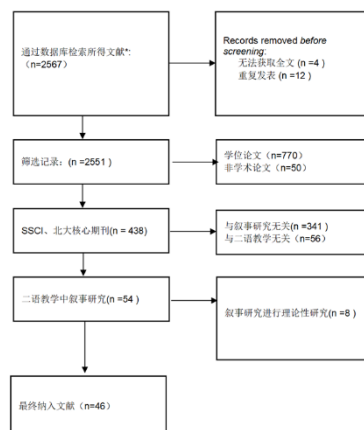 通过数据库检索所得文献*:
（n=2567）
Records removed before
screening:
无法获取全文（n =4 ）
重复发表（n =12 ）
筛选记录:（n =2551 ）
学位论文（n=770）
非学术论文（n=50）
SSCI、北大核心期刊(n = 438)
与叙事研究无关（n =341 ）
与二语教学无关（n=56）
二语教学中叙事研究(n =54 )
叙事研究进行理论性研究(n =8 )
最终纳入文献（n=46）